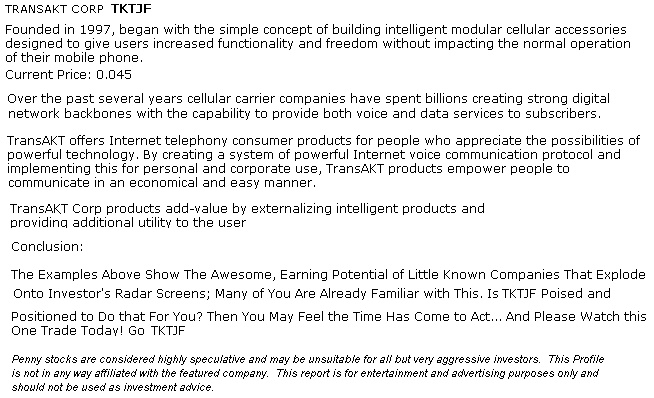 TRANSAKT CORP TKTJF
Founded in 1997, began with the simple concept of building intelligent modular cellular accessories
designed to give users increased functionality and freedom without impacting the normal operation
of their mobile phone.
Current Price: 0.045
Over the past several years cellular carrier companies have spent billions creating strong digital
network backbones with the capability to provide both voice and data services to subscribers.
TransAKT offers Internet telephony consumer products for people who appreciate the possibilities of
powerful technology. By creating a system of powerful Internet voice communication protocol and
implementing this for personal and corporate use, TransAKT products empower people to
communicate in an economical and easy manner.
TransAKT Corp products add-value by externalizing intelligent products and
providing additional utility to the user
Conclusion:
The Examples Above Show The Awesome, Earning Potential of Little Known Companies That Explode
Onto Investor's Radar Screens; Many of You Are Already Familiar with This. Is TKTJF Poised and
Positioned to Do that For You? Then You May Feel the Time Has Come to Act... And Please Watch this
One Trade Today! Go TKTJF
Penny stocks are considered highly speculative and may be unsuitable for all but very aggressive investors. This Profile
is not in any way affiliated with the featured company. This report is for entertainment and advertising purposes only and
should not be used as investment advice.